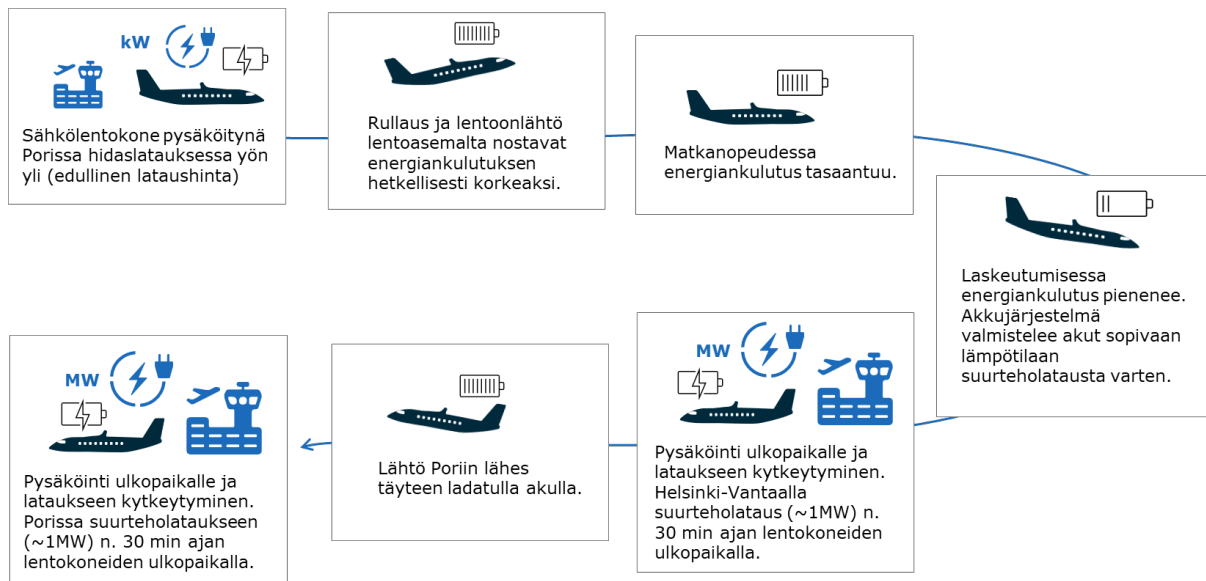 kW
Sähkölentokone pysäköitynä
Porissa hidaslatauksessa yön
yli (edullinen lataushinta)
Rullaus ja lentoonlähtö
lentoasemalta nostavat
energiankulutuksen
hetkellisesti korkeaksi.
Matkanopeudessa
energiankulutus tasaantuu.
Laskeutumisessa
energiankulutus pienenee.
Akkujärjestelmä
valmistelee akut sopivaan
lämpötilaan
suurteholatausta varten.
MW
Pysäköinti ulkopaikalle ja
lataukseen kytkeytyminen.
Helsinki-Vantaalla
suurteholataus (~1MW) n.
30 min ajan lentokoneiden
ulkopaikalla.
Lähtö Poriin lähes
täyteen ladatulla akulla.
MW
Pysäköinti ulkopaikalle ja
lataukseen kytkeytyminen.
Porissa suurteholataukseen
(~1MW) n. 30 min ajan
lentokoneiden ulkopaikalla.